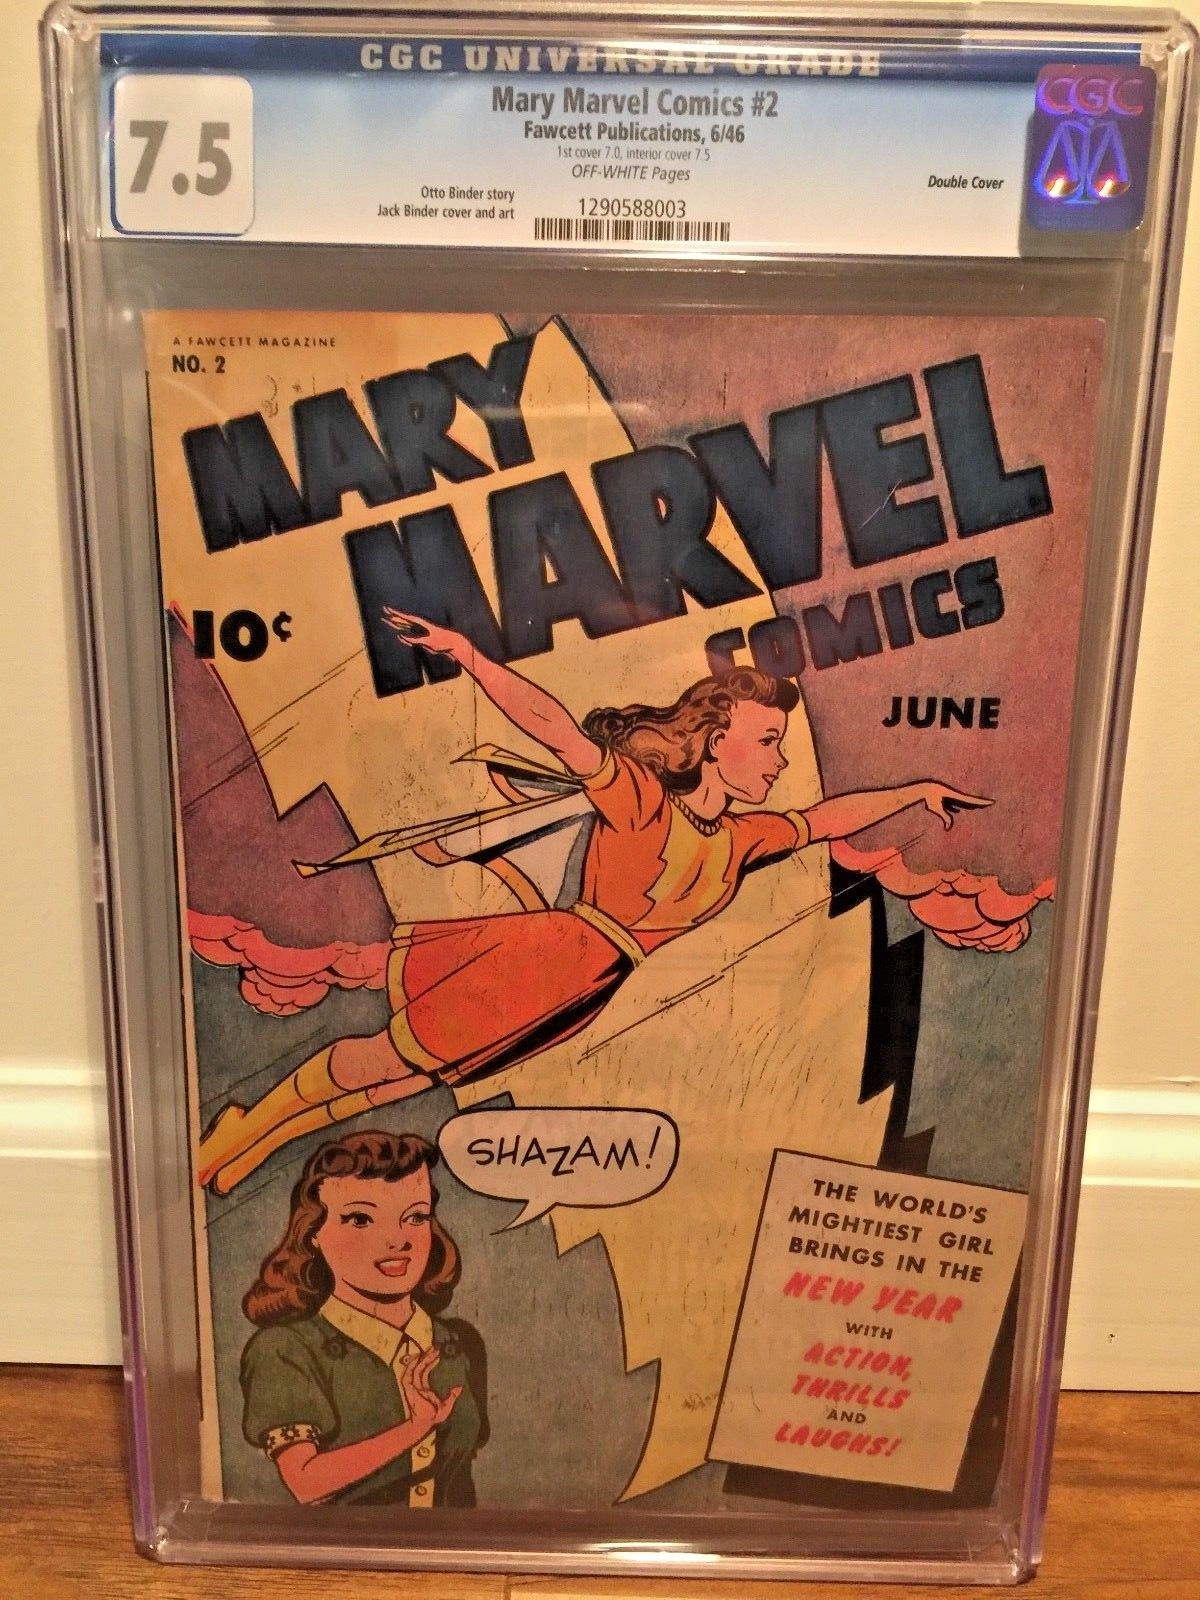 CGC UNIVERSAL GRADE
7.5
Mary Marvel Comics #2
Fawcett Publications, 6/46
1st cover 7.0, interior cover 7.5
OFF-WHITE Pages
Otto Binder story
Jack Binder cover and art
1290588003
Double Cover
CGC
A FAWCETT MAGAZINE
NO. 2
MARY
MARVEL
COMICS
10¢
JUNE
SHAZAM!
THE WORLD'S
MIGHTIEST GIRL
BRINGS IN THE
NEW YEAR
WITH
ACTION,
THRILLS
AND
LAUGHS!